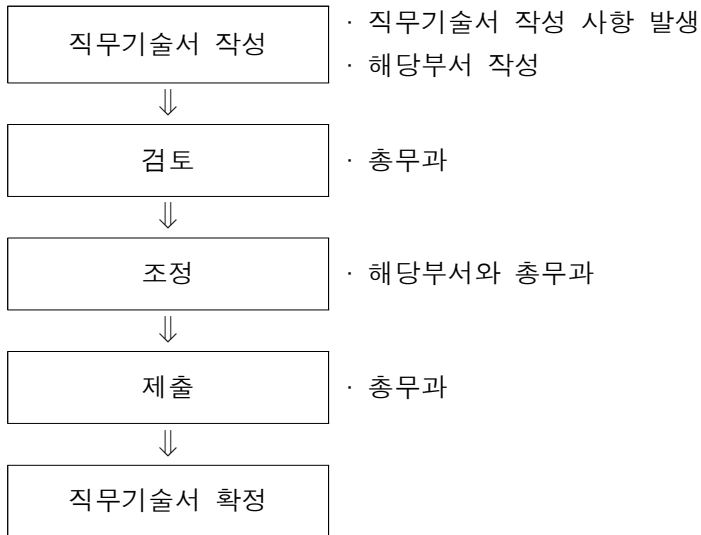 직무기술서 작성
· 직무기술서 작성 사항 발생
· 해당부서 작성
⇓
검토
· 총무과
⇓
조정
· 해당부서와 총무과
⇓
제출
· 총무과
⇓
직무기술서 확정